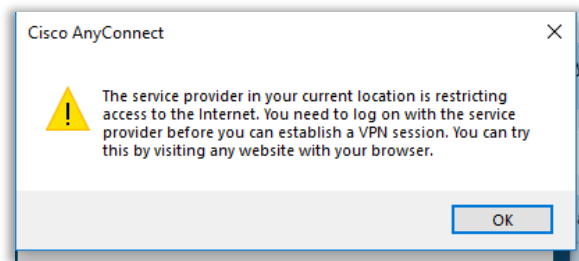 Cisco AnyConnect
The service provider in your current location is restricting
access to the Internet. You need to log on with the service
provider before you can establish a VPN session. You can try
this by visiting any website with your browser.
OK